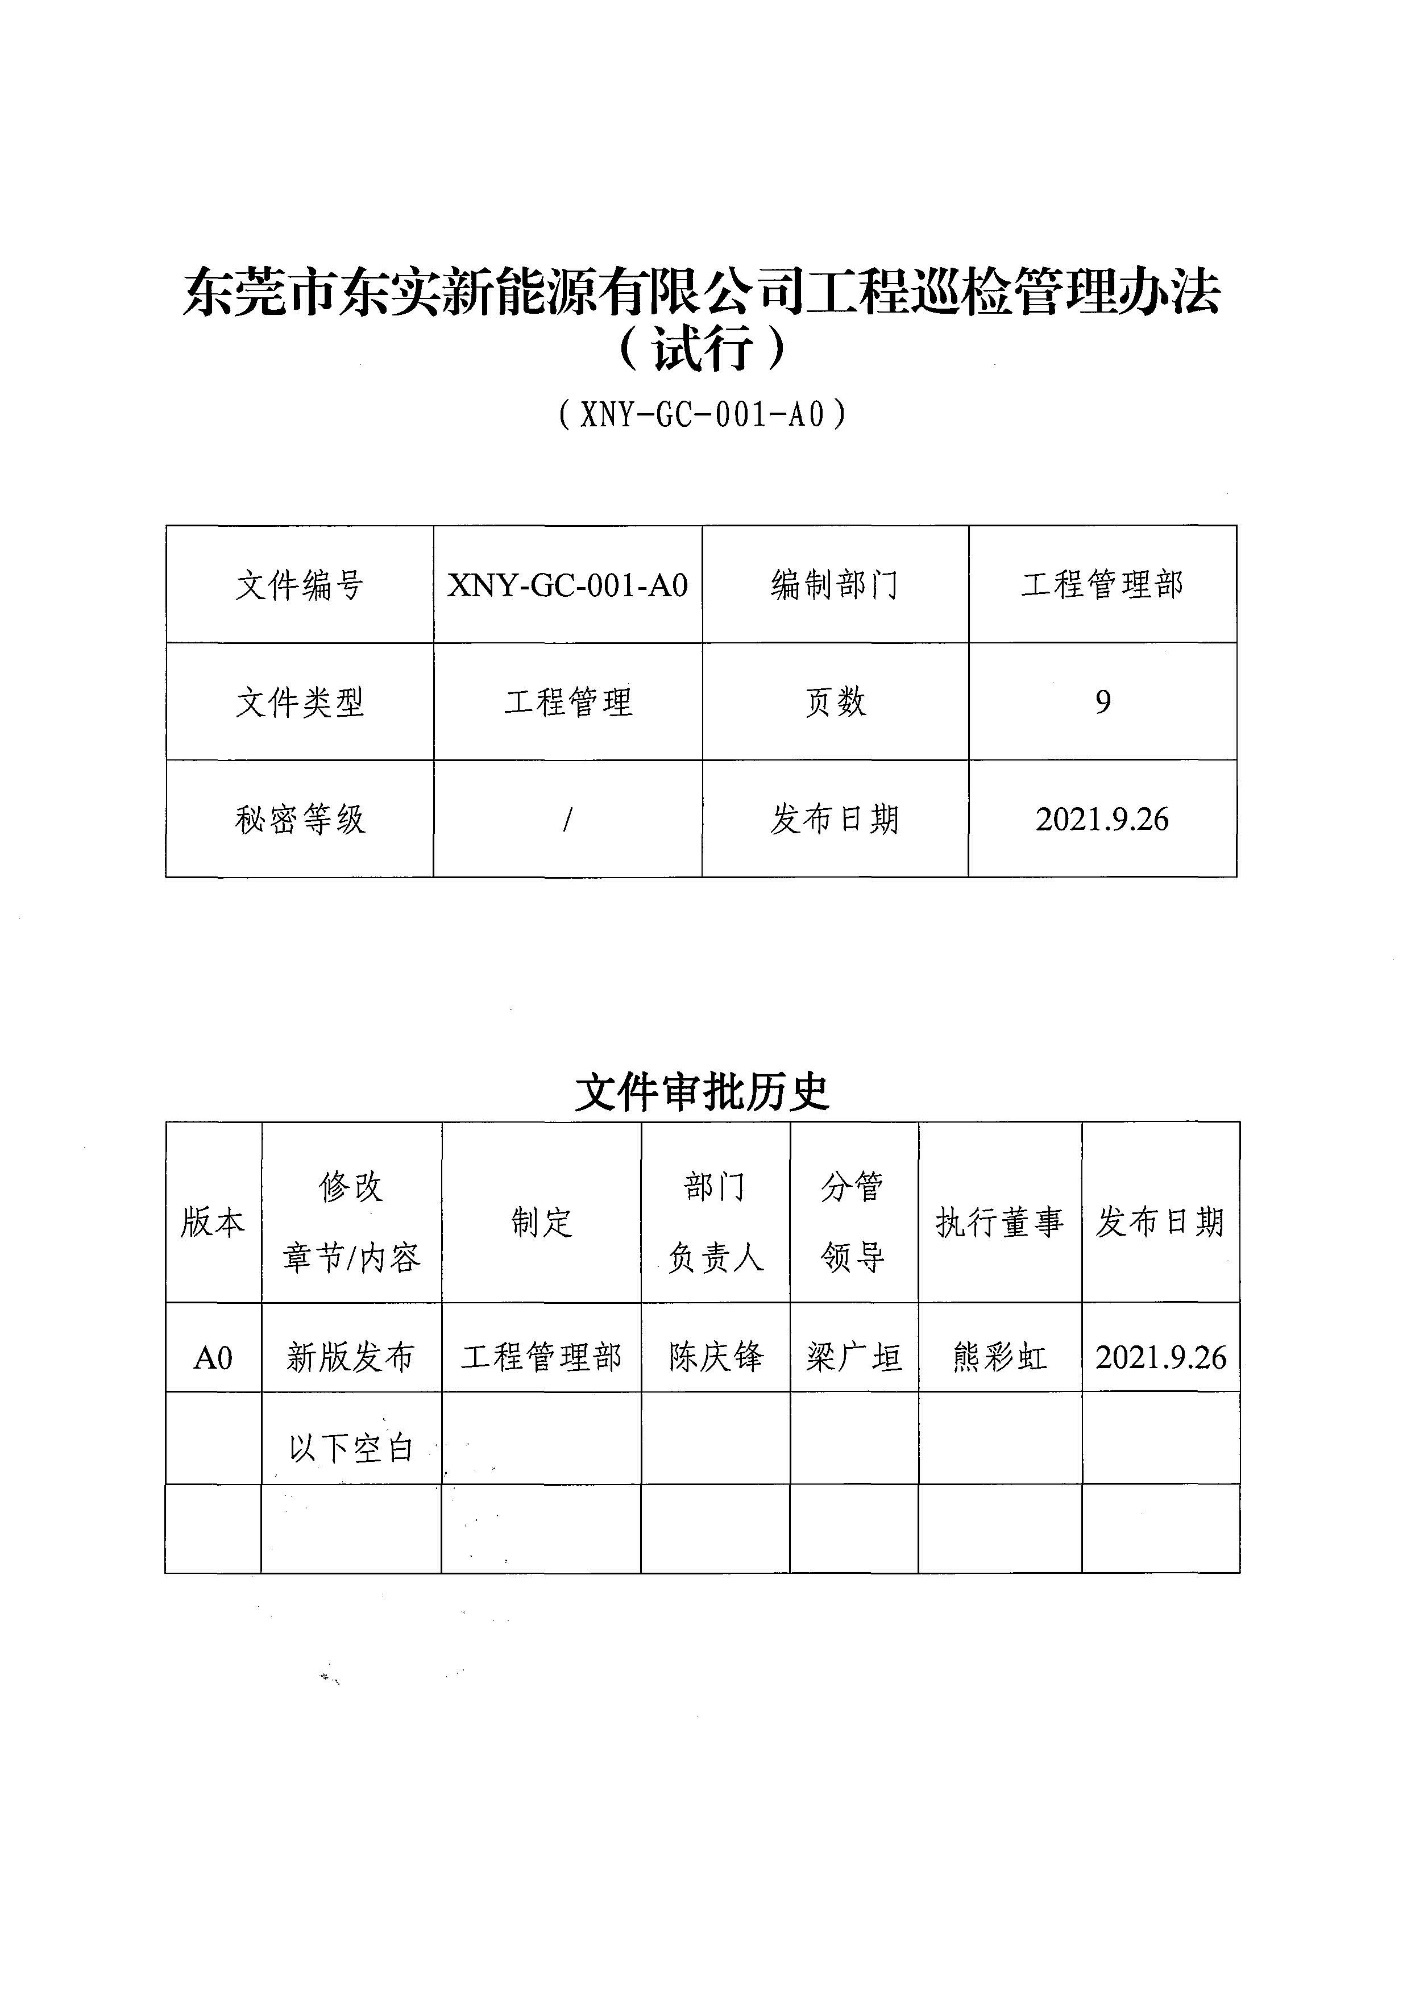 东莞市东实新能源有限公司工程巡检管理办法
（试行）
（XNY-GC-001-A0）
文件编号 XNY-GC-001-A0 编制部门 工程管理部
文件类型 工程管理 页数 9
秘密等级 / 发布日期 2021.9.26
文件审批历史
版本 修改章节/内容 制定 部门负责人 分管领导 执行董事 发布日期
A0 新版发布 工程管理部 陈庆锋 梁广垣 熊彩虹 2021.9.26
以下空白